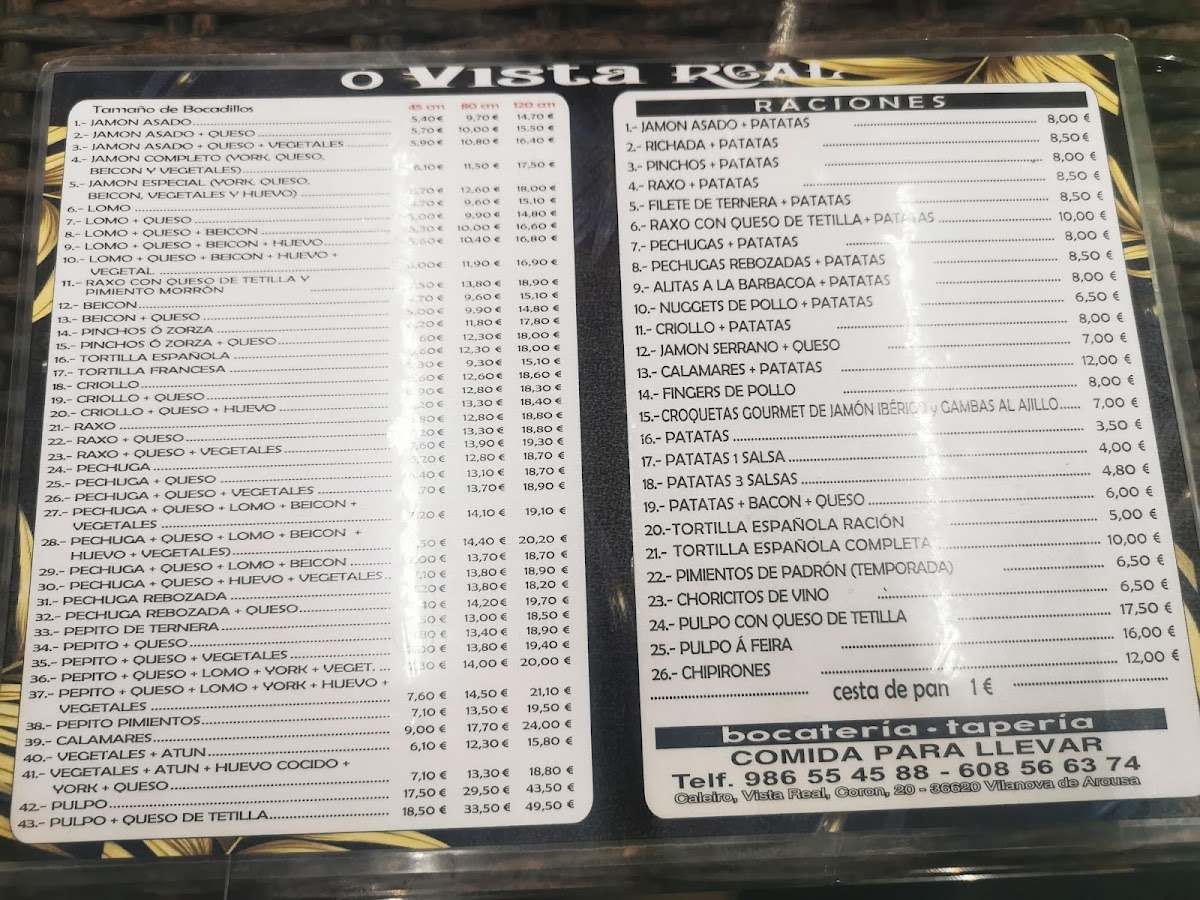 O VISTA REAL
Tamaño de Bocadillos 45 cm 80 cm 120 cm
1.- JAMON ASADO 5,40 € 9,70 € 14,70 €
2.- JAMON ASADO + QUESO 5,70 € 10,00 € 15,50 €
3.- JAMON ASADO + QUESO + VEGETALES 5,90 € 10,80 € 16,40 €
4.- JAMON COMPLETO (YORK, QUESO,
BEICON Y VEGETALES) 11,50 € 17,50 €
5.- JAMON ESPECIAL (YORK, QUESO,
BEICON, VEGETALES Y HUEVO) 12,60 € 18,00 €
6.- LOMO 9,60 € 15,10 €
7.- LOMO + QUESO 9,90 € 14,80 €
8.- LOMO + QUESO + BEICON 10,00 € 16,60 €
9.- LOMO + QUESO + BEICON + HUEVO 10,40 € 16,80 €
10.- LOMO + QUESO + BEICON + HUEVO +
VEGETAL 11,90 € 16,90 €
11.- RAXO CON QUESO DE TETILLA Y
PIMIENTO MORRÓN 13,80 € 18,90 €
12.- BEICON 9,60 € 15,10 €
13.- BEICON + QUESO 9,90 € 14,80 €
14.- PINCHOS Ó ZORZA 11,80 € 17,80 €
15.- PINCHOS Ó ZORZA + QUESO 12,30 € 18,00 €
16.- TORTILLA ESPAÑOLA 12,30 € 18,00 €
17.- TORTILLA FRANCESA 9,30 € 15,10 €
18.- CRIOLLO 12,60 € 18,60 €
19.- CRIOLLO + QUESO 12,80 € 18,30 €
20.- CRIOLLO + QUESO + HUEVO 13,30 € 18,40 €
21.- RAXO 12,80 € 18,80 €
22.- RAXO + QUESO 13,30 € 18,80 €
23.- RAXO + QUESO + VEGETALES 13,90 € 19,30 €
24.- PECHUGA 12,80 € 18,70 €
25.- PECHUGA + QUESO 13,10 € 18,70 €
26.- PECHUGA + QUESO + VEGETALES 13,70 € 18,90 €
27.- PECHUGA + QUESO + LOMO + BEICON +
VEGETALES 14,10 € 19,10 €
28.- PECHUGA + QUESO + LOMO + BEICON +
HUEVO + VEGETALES) 14,40 € 20,20 €
29.- PECHUGA + QUESO + LOMO + BEICON 13,70 € 18,70 €
30.- PECHUGA + QUESO + HUEVO + VEGETALES 13,80 € 18,90 €
31.- PECHUGA REBOZADA 13,80 € 18,20 €
32.- PECHUGA REBOZADA + QUESO 14,20 € 19,70 €
33.- PEPITO DE TERNERA 13,00 € 18,50 €
34.- PEPITO + QUESO 13,40 € 18,90 €
35.- PEPITO + QUESO + VEGETALES 13,80 € 19,40 €
36.- PEPITO + QUESO + LOMO + YORK + VEGET. 14,00 € 20,00 €
37.- PEPITO + QUESO + LOMO + YORK + HUEVO +
VEGETALES 7,60 € 14,50 € 21,10 €
38.- PEPITO PIMIENTOS 7,10 € 13,50 € 19,50 €
39.- CALAMARES 9,00 € 17,70 € 24,00 €
40.- VEGETALES + ATUN 6,10 € 12,30 € 15,80 €
41.- VEGETALES + ATUN + HUEVO COCIDO +
YORK + QUESO 7,10 € 13,30 € 18,80 €
42.- PULPO 17,50 € 29,50 € 43,50 €
43.- PULPO + QUESO DE TETILLA 18,50 € 33,50 € 49,50 €
RACIONES
1.- JAMON ASADO + PATATAS 8,00 €
2.- RICHADA + PATATAS 8,50 €
3.- PINCHOS + PATATAS 8,00 €
4.- RAXO + PATATAS 8,50 €
5.- FILETE DE TERNERA + PATATAS 8,50 €
6.- RAXO CON QUESO DE TETILLA + PATATAS 10,00 €
7.- PECHUGAS + PATATAS 8,00 €
8.- PECHUGAS REBOZADAS + PATATAS 8,50 €
9.- ALITAS A LA BARBACOA + PATATAS 8,00 €
10.- NUGGETS DE POLLO + PATATAS 6,50 €
11.- CRIOLLO + PATATAS 8,00 €
12.- JAMON SERRANO + QUESO 7,00 €
13.- CALAMARES + PATATAS 12,00 €
14.- FINGERS DE POLLO 8,00 €
15.- CROQUETAS GOURMET DE JAMÓN IBÉRICO y GAMBAS AL AJILLO 7,00 €
16.- PATATAS 3,50 €
17.- PATATAS 1 SALSA 4,00 €
18.- PATATAS 3 SALSAS 4,80 €
19.- PATATAS + BACON + QUESO 6,00 €
20.-TORTILLA ESPAÑOLA RACIÓN 5,00 €
21.- TORTILLA ESPAÑOLA COMPLETA 10,00 €
22.- PIMIENTOS DE PADRÓN (TEMPORADA) 6,50 €
23.- CHORICITOS DE VINO 6,50 €
24.- PULPO CON QUESO DE TETILLA 17,50 €
25.- PULPO Á FEIRA 16,00 €
26.- CHIPIRONES 12,00 €
cesta de pan 1 €
bocatería - tapería
COMIDA PARA LLEVAR
Telf. 986 55 45 88 - 608 56 63 74
Caleiro, Vista Real, Coron, 20 - 36620 Vilanova de Arousa